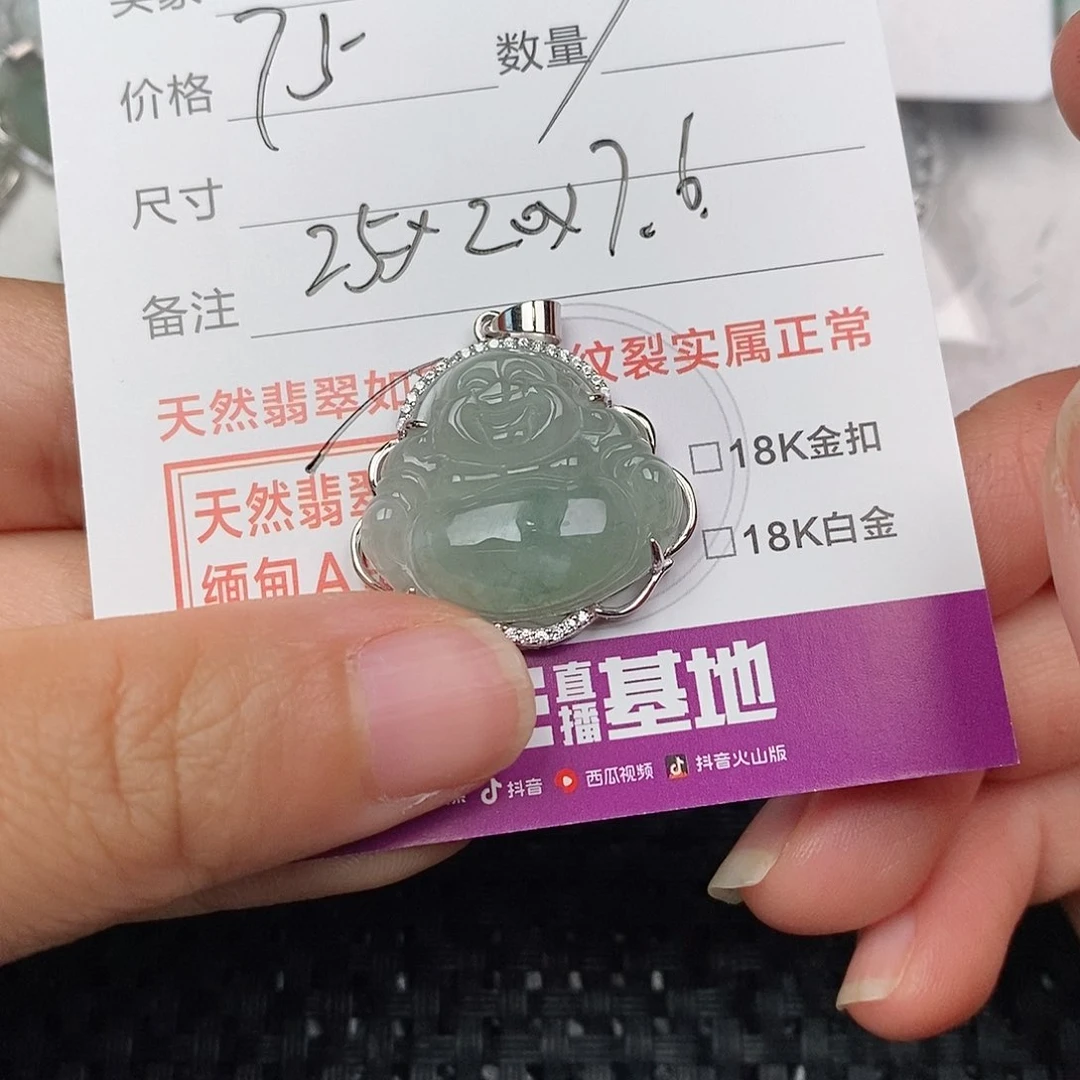 价格 75- 数量 /
尺寸 25x20x7.6
备注
天然翡翠如 纹裂实属正常
天然翡翠
缅甸A
□18K金扣
□18K白金
直播基地
抖音 西瓜视频 抖音火山版